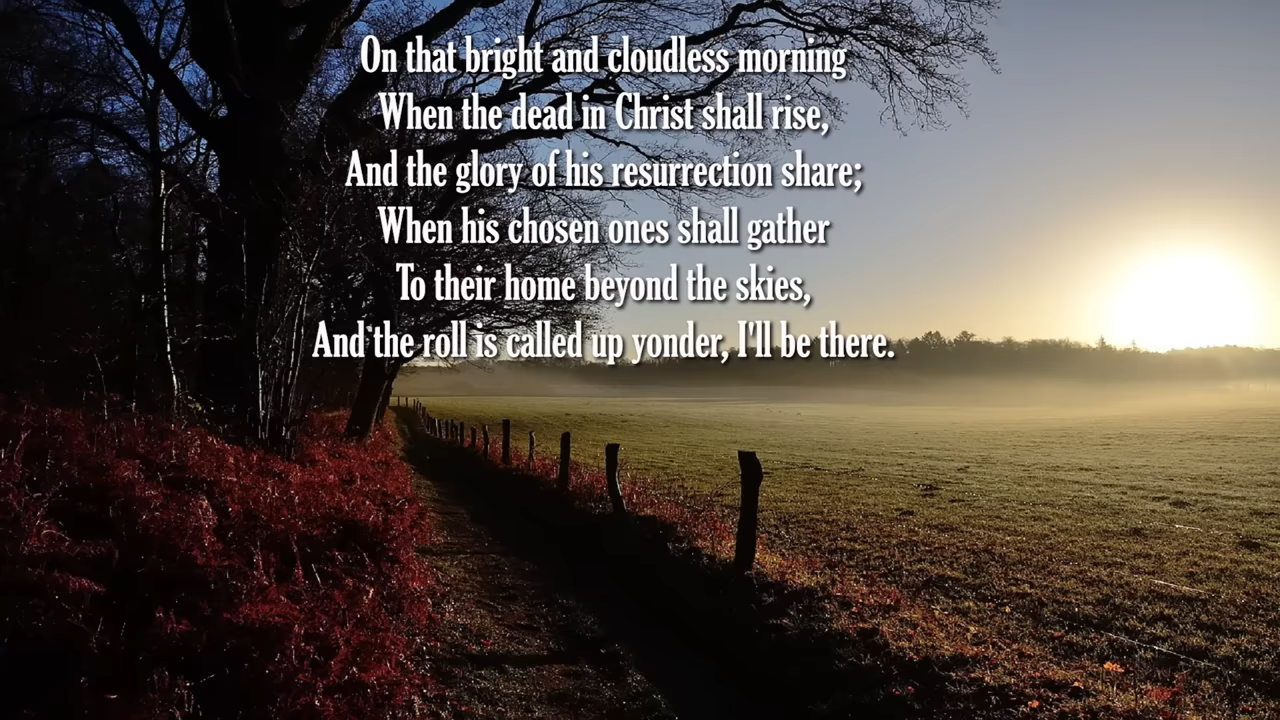 On that bright and cloudless morning
When the dead in Christ shall rise,
And the glory of his resurrection share;
When his chosen ones shall gather
To their home beyond the skies,
And the roll is called up yonder, I'll be there.